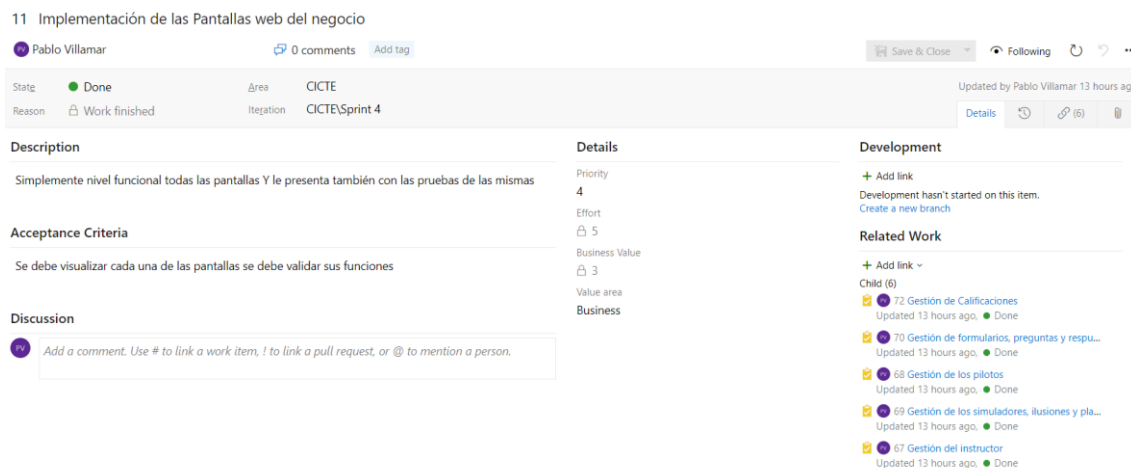 11 Implementación de las Pantallas web del negocio
PV Pablo Villamar
0 comments
Add tag
Save & Close
Following
State
Done
Area
CICTE
Updated by Pablo Villamar 13 hours ag
Reason
Work finished
Iteration
CICTE\Sprint 4
Details
(6)
Description
Simplemente nivel funcional todas las pantallas Y le presenta también con las pruebas de las mismas
Acceptance Criteria
Se debe visualizar cada una de las pantallas se debe validar sus funciones
Discussion
PV
Add a comment. Use # to link a work item, ! to link a pull request, or @ to mention a person.
Details
Priority
4
Effort
5
Business Value
3
Value area
Business
Development
+ Add link
Development hasn't started on this item.
Create a new branch
Related Work
+ Add link
Child (6)
PV 72 Gestión de Calificaciones
Updated 13 hours ago, Done
PV 70 Gestión de formularios, preguntas y respu...
Updated 13 hours ago, Done
PV 68 Gestión de los pilotos
Updated 13 hours ago, Done
PV 69 Gestión de los simuladores, ilusiones y pla...
Updated 13 hours ago, Done
PV 67 Gestión del instructor
Updated 13 hours ago, Done